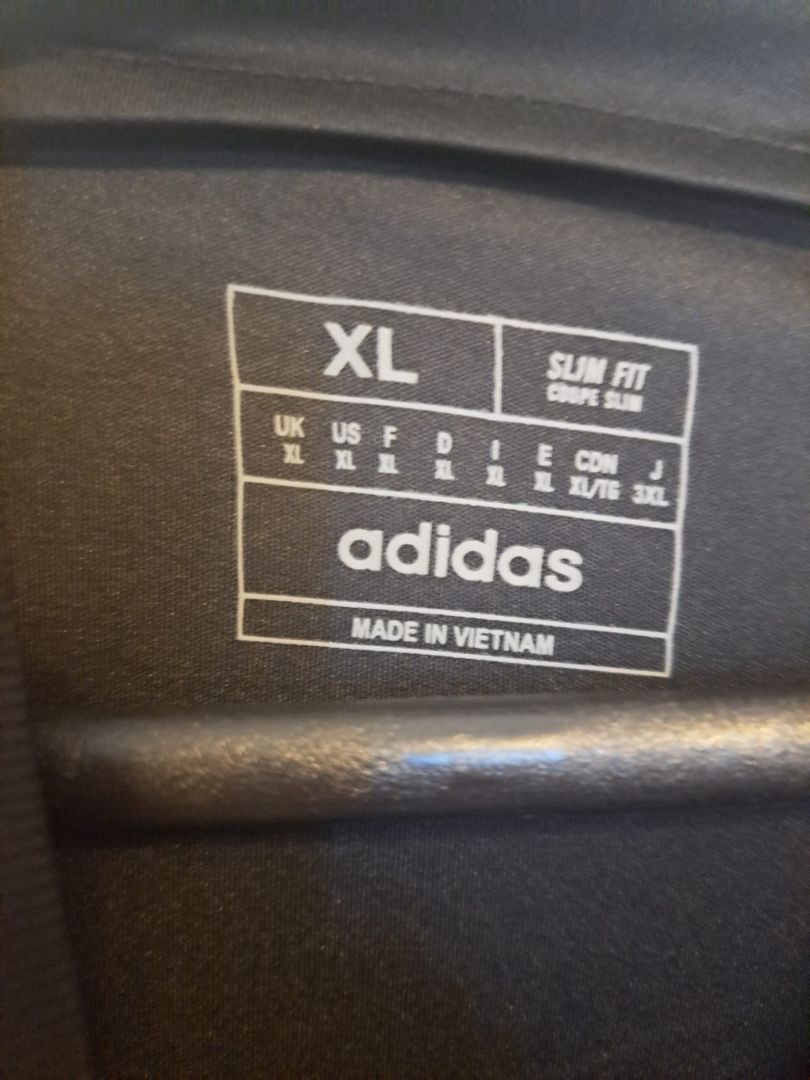 XL
SLIM FIT
COUPE SLIM
UK US F D I E CDN J
XL XL XL XL XL XL XL/TG 3XL
adidas
MADE IN VIETNAM